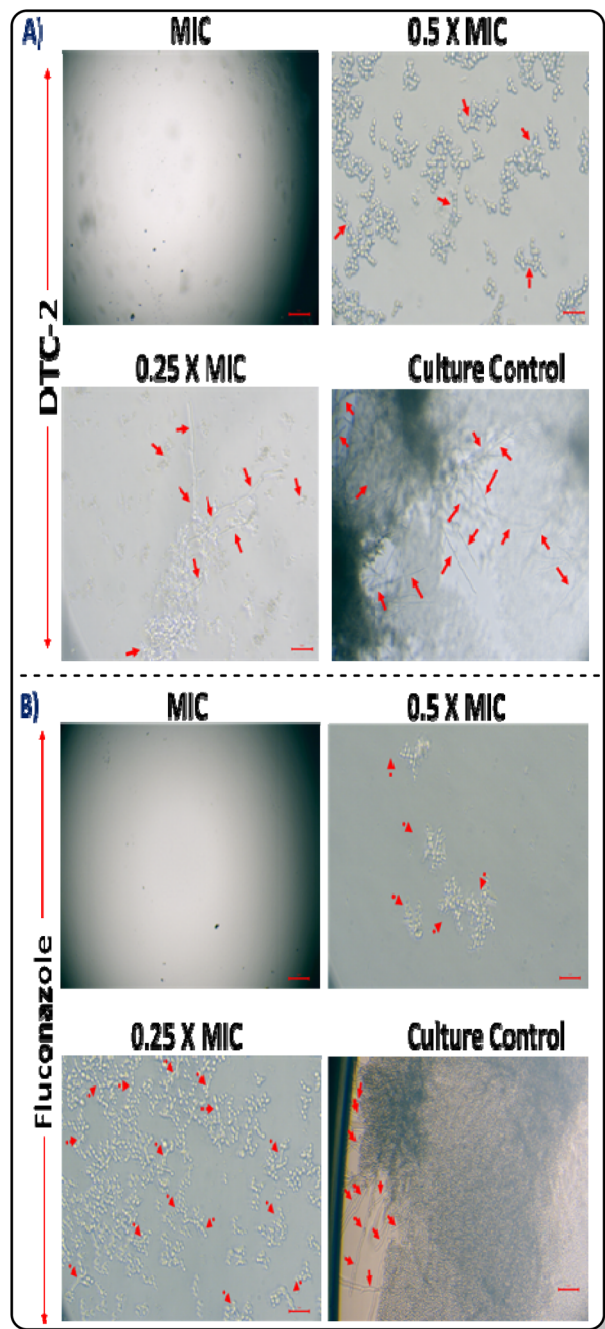 A)
MIC
0.5 X MIC
DTC-2
0.25 X MIC
Culture Control
B)
MIC
0.5 X MIC
Fluconazole
0.25 X MIC
Culture Control